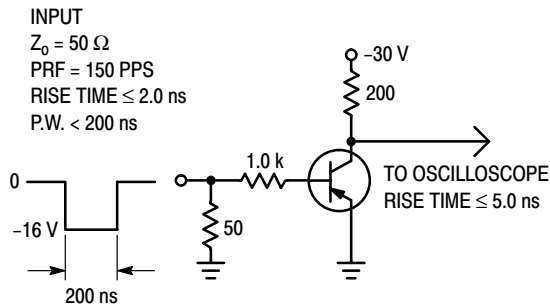 INPUT
Zo = 50 Ω
PRF = 150 PPS
RISE TIME ≤ 2.0 ns
P.W. < 200 ns
−30 V
200
1.0 k
0
TO OSCILLOSCOPE
RISE TIME ≤ 5.0 ns
50
−16 V
200 ns